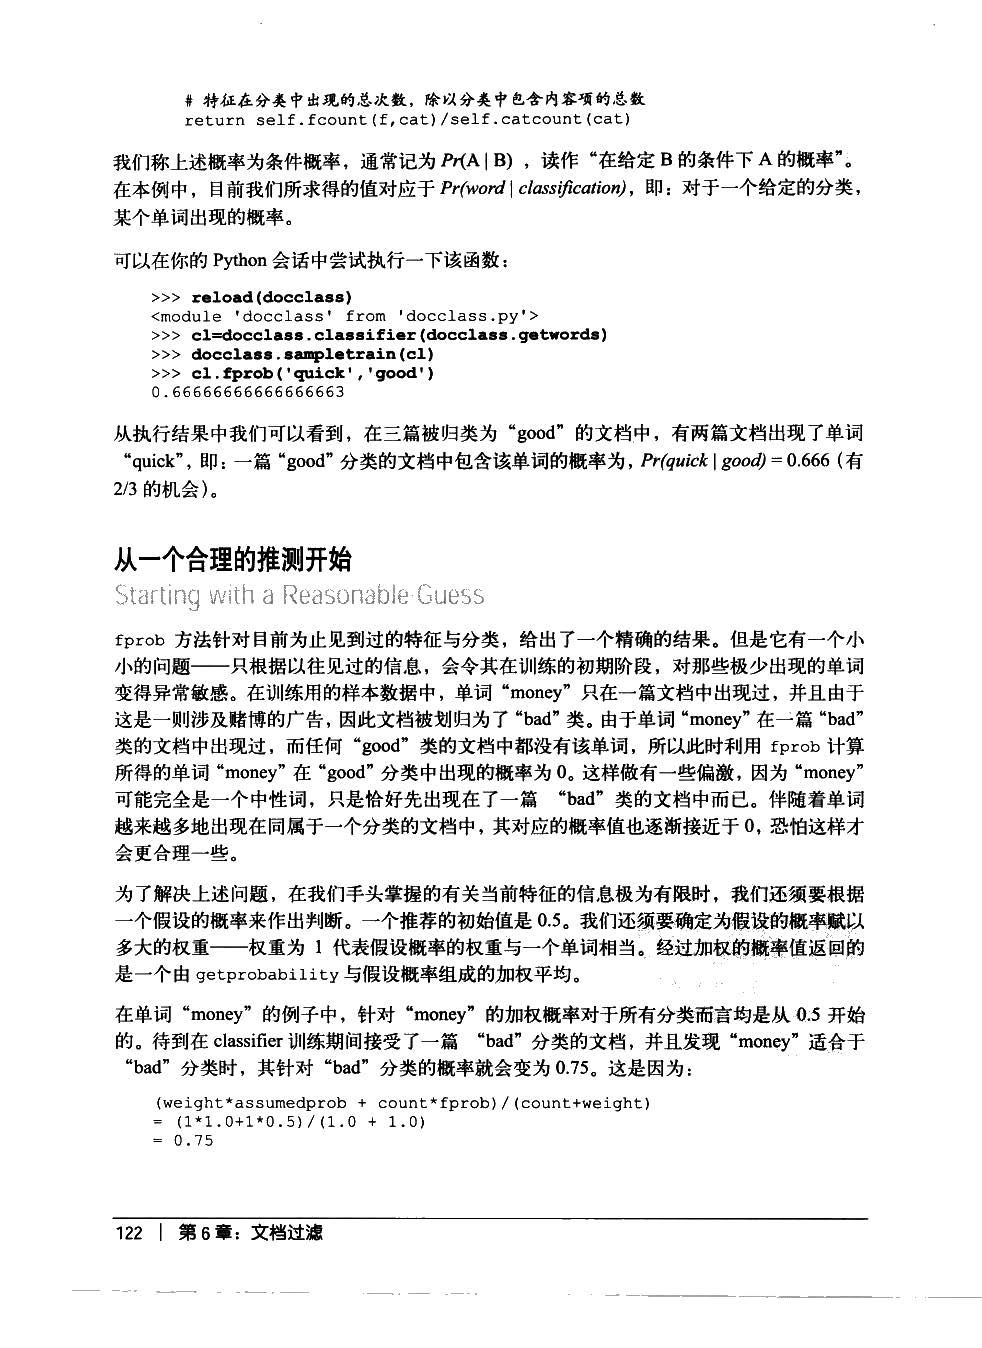 # 特征在分类中出现的总次数，除以分类中包含内容项的总数
return self.fcount(f,cat)/self.catcount(cat)
我们称上述概率为条件概率，通常记为 Pr(A | B) ，读作“在给定 B 的条件下 A 的概率”。
在本例中，目前我们所求得的值对应于 Pr(word | classification)，即：对于一个给定的分类，
某个单词出现的概率。
可以在你的 Python 会话中尝试执行一下该函数：
>>> reload(docclass)
<module 'docclass' from 'docclass.py'>
>>> cl=docclass.classifier(docclass.getwords)
>>> docclass.sampletrain(cl)
>>> cl.fprob('quick','good')
0.66666666666666663
从执行结果中我们可以看到，在三篇被归类为“good”的文档中，有两篇文档出现了单词
“quick”，即：一篇“good”分类的文档中包含该单词的概率为，Pr(quick | good) = 0.666（有
2/3 的机会）。
从一个合理的推测开始
Starting with a Reasonable Guess
fprob 方法针对目前为止见到过的特征与分类，给出了一个精确的结果。但是它有一个小
小的问题——只根据以往见过的信息，会令其在训练的初期阶段，对那些极少出现的单词
变得异常敏感。在训练用的样本数据中，单词“money”只在一篇文档中出现过，并且由于
这是一则涉及赌博的广告，因此文档被划归为了“bad”类。由于单词“money”在一篇“bad”
类的文档中出现过，而任何“good”类的文档中都没有该单词，所以此时利用 fprob 计算
所得的单词“money”在“good”分类中出现的概率为 0。这样做有一些偏激，因为“money”
可能完全是一个中性词，只是恰好先出现在了一篇 “bad”类的文档中而已。伴随着单词
越来越多地出现在同属于一个分类的文档中，其对应的概率值也逐渐接近于 0，恐怕这样才
会更合理一些。
为了解决上述问题，在我们手头掌握的有关当前特征的信息极为有限时，我们还须要根据
一个假设的概率来作出判断。一个推荐的初始值是 0.5。我们还须要确定为假设的概率赋以
多大的权重——权重为 1 代表假设概率的权重与一个单词相当。经过加权的概率值返回的
是一个由 getprobability 与假设概率组成的加权平均。
在单词“money”的例子中，针对“money”的加权概率对于所有分类而言均是从 0.5 开始
的。待到在 classifier 训练期间接受了一篇 “bad”分类的文档，并且发现“money”适合于
“bad”分类时，其针对“bad”分类的概率就会变为 0.75。这是因为：
(weight*assumedprob + count*fprob)/(count+weight)
= (1*1.0+1*0.5)/(1.0 + 1.0)
= 0.75
122 | 第 6 章：文档过滤